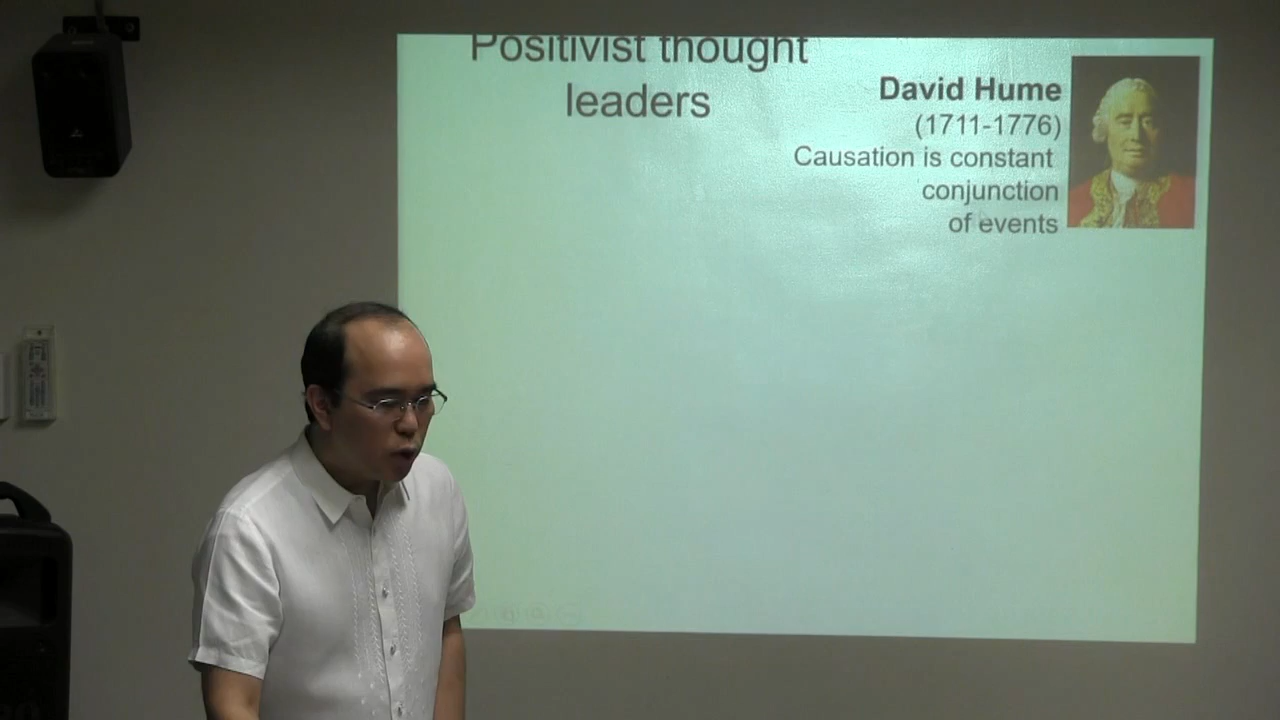 Positivist thought
leaders
David Hume
(1711-1776)
Causation is constant
conjunction
of events